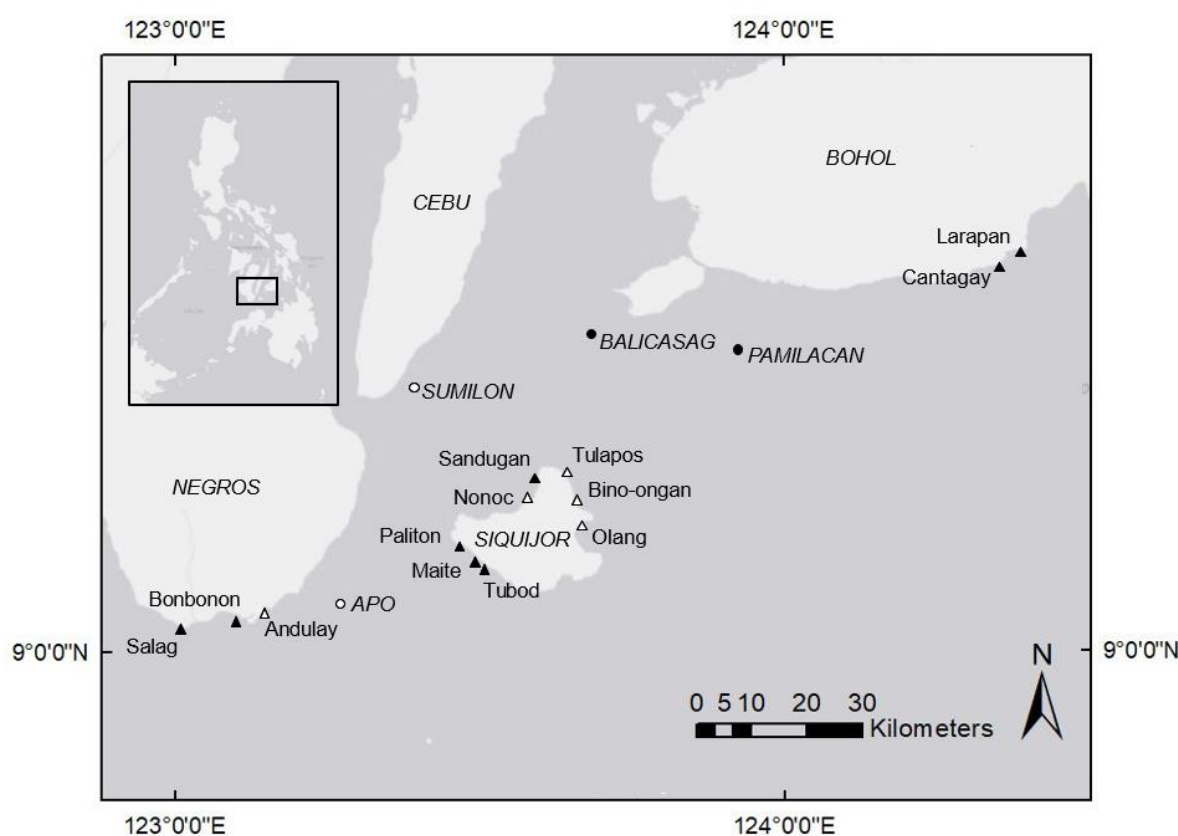 123°0'0"E
124°0'0"E
BOHOL
CEBU
Larapan
Cantagay
BALICASAG
PAMILACAN
SUMILON
Sandugan
Tulapos
NEGROS
Nonoc
Bino-ongan
Paliton
SIQUIJOR
Olang
Maite
Tubod
Bonbonon
APO
Andulay
Salag
9°0'0"N
9°0'0"N
N
0 5 10 20 30
Kilometers
123°0'0"E
124°0'0"E